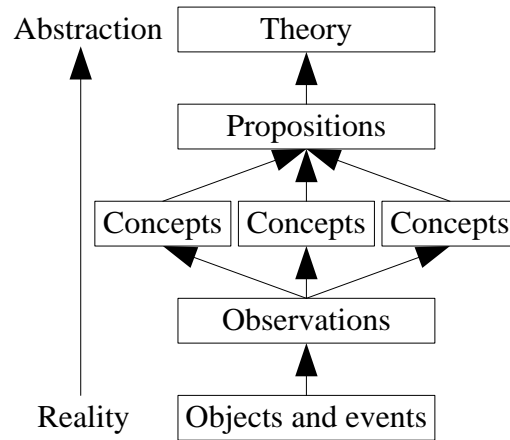 Abstraction
Theory
Propositions
Concepts
Concepts
Concepts
Observations
Reality
Objects and events